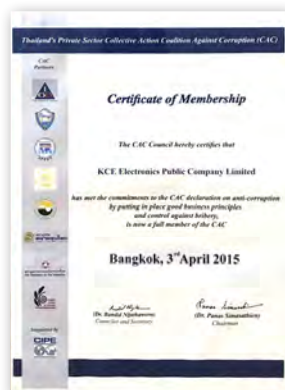 Thailand's Private Sector Collective Action Coalition Against Corruption (CAC)
CAC
Partners
Certificate of Membership
The CAC Council hereby certifies that
KCE Electronics Public Company Limited
has met the commitments to the CAC declaration on anti-corruption
by putting in place good business principles
and control against bribery,
is now a full member of the CAC
Bangkok, 3rd April 2015
(Dr. Bandid Nijathaworn)
Councilor and Secretary
(Dr. Panas Simasathien)
Chairman
CIPE